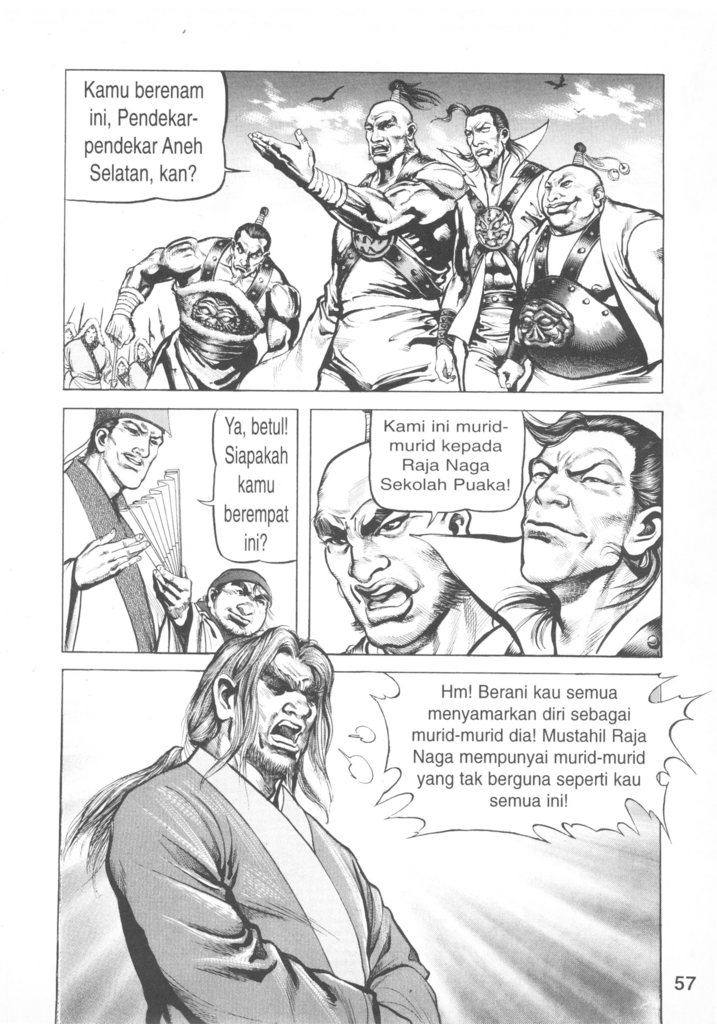 Kamu berenam
ini, Pendekar-
pendekar Aneh
Selatan, kan?
Ya, betul!
Siapakah
kamu
berempat
ini?
Kami ini murid-
murid kepada
Raja Naga
Sekolah Puaka!
Hm! Berani kau semua
menyamarkan diri sebagai
murid-murid dia! Mustahil Raja
Naga mempunyai murid-murid
yang tak berguna seperti kau
semua ini!
57